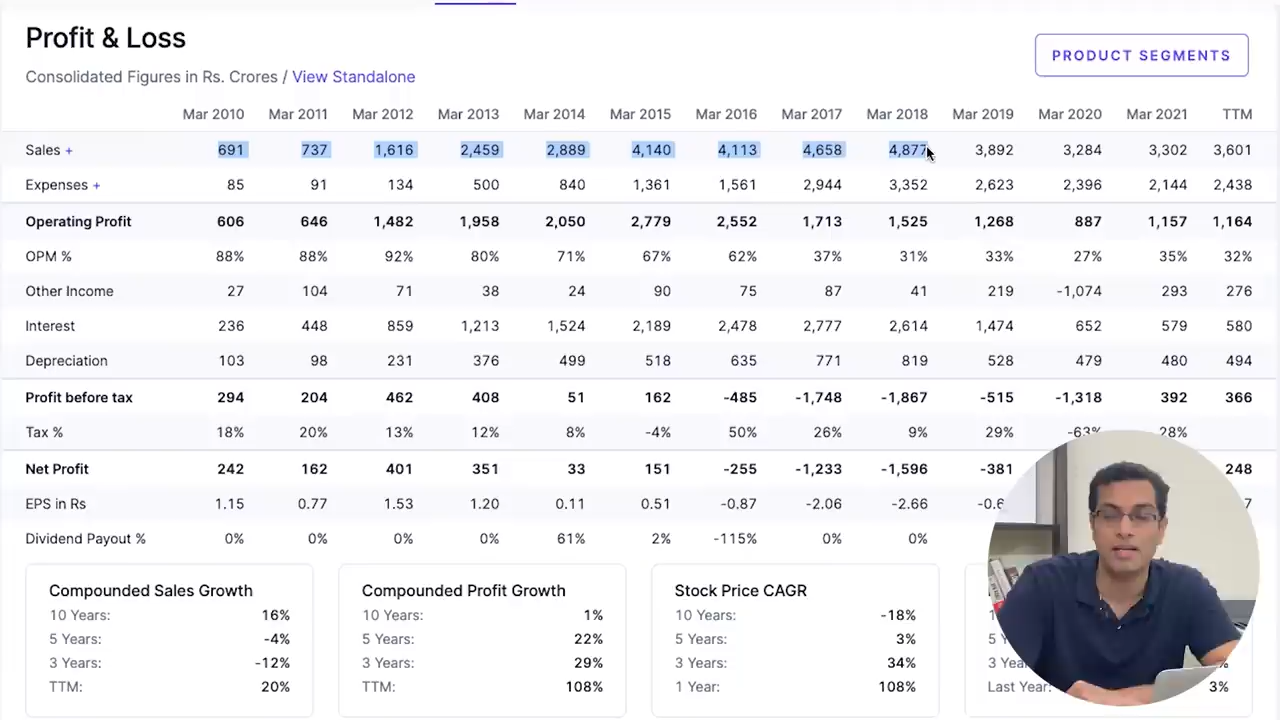 Profit & Loss
PRODUCT SEGMENTS
Consolidated Figures in Rs. Crores / View Standalone
Mar 2010 Mar 2011 Mar 2012 Mar 2013 Mar 2014 Mar 2015 Mar 2016 Mar 2017 Mar 2018 Mar 2019 Mar 2020 Mar 2021 TTM
Sales + 691 737 1,616 2,459 2,889 4,140 4,113 4,658 4,877 3,892 3,284 3,302 3,601
Expenses + 85 91 134 500 840 1,361 1,561 2,944 3,352 2,623 2,396 2,144 2,438
Operating Profit 606 646 1,482 1,958 2,050 2,779 2,552 1,713 1,525 1,268 887 1,157 1,164
OPM % 88% 88% 92% 80% 71% 67% 62% 37% 31% 33% 27% 35% 32%
Other Income 27 104 71 38 24 90 75 87 41 219 -1,074 293 276
Interest 236 448 859 1,213 1,524 2,189 2,478 2,777 2,614 1,474 652 579 580
Depreciation 103 98 231 376 499 518 635 771 819 528 479 480 494
Profit before tax 294 204 462 408 51 162 -485 -1,748 -1,867 -515 -1,318 392 366
Tax % 18% 20% 13% 12% 8% -4% 50% 26% 9% 29% -63% 28%
Net Profit 242 162 401 351 33 151 -255 -1,233 -1,596 -381 248
EPS in Rs 1.15 0.77 1.53 1.20 0.11 0.51 -0.87 -2.06 -2.66
Dividend Payout % 0% 0% 0% 0% 61% 2% -115% 0% 0%
Compounded Sales Growth Compounded Profit Growth Stock Price CAGR
10 Years: 16% 10 Years: 1% 10 Years: -18%
5 Years: -4% 5 Years: 22% 5 Years: 3%
3 Years: -12% 3 Years: 29% 3 Years: 34%
TTM: 20% TTM: 108% 1 Year: 108% Last Year: 3%